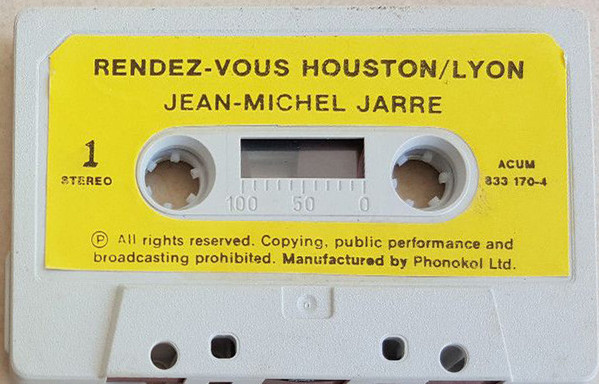 RENDEZ-VOUS HOUSTON/LYON
JEAN-MICHEL JARRE
1
STEREO
ACUM
833 170-4
100 50 0
Ⓟ All rights reserved. Copying, public performance and
broadcasting prohibited. Manufactured by Phonokol Ltd.